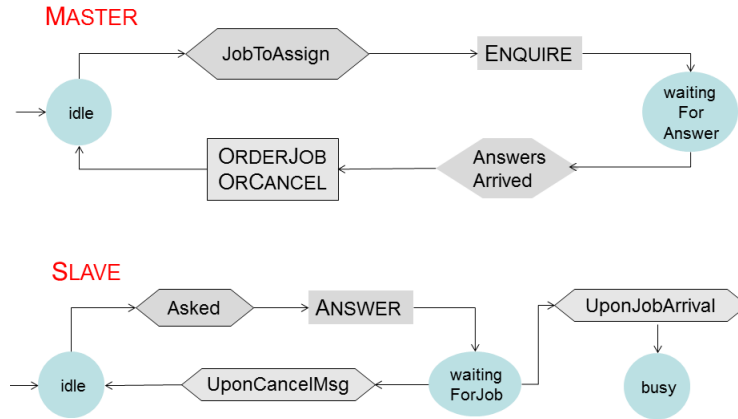 MASTER
JobToAssign
ENQUIRE
idle
waiting
For
Answer
ORDERJOB
ORCANCEL
Answers
Arrived
SLAVE
Asked
ANSWER
UponJobArrival
idle
UponCancelMsg
waiting
ForJob
busy